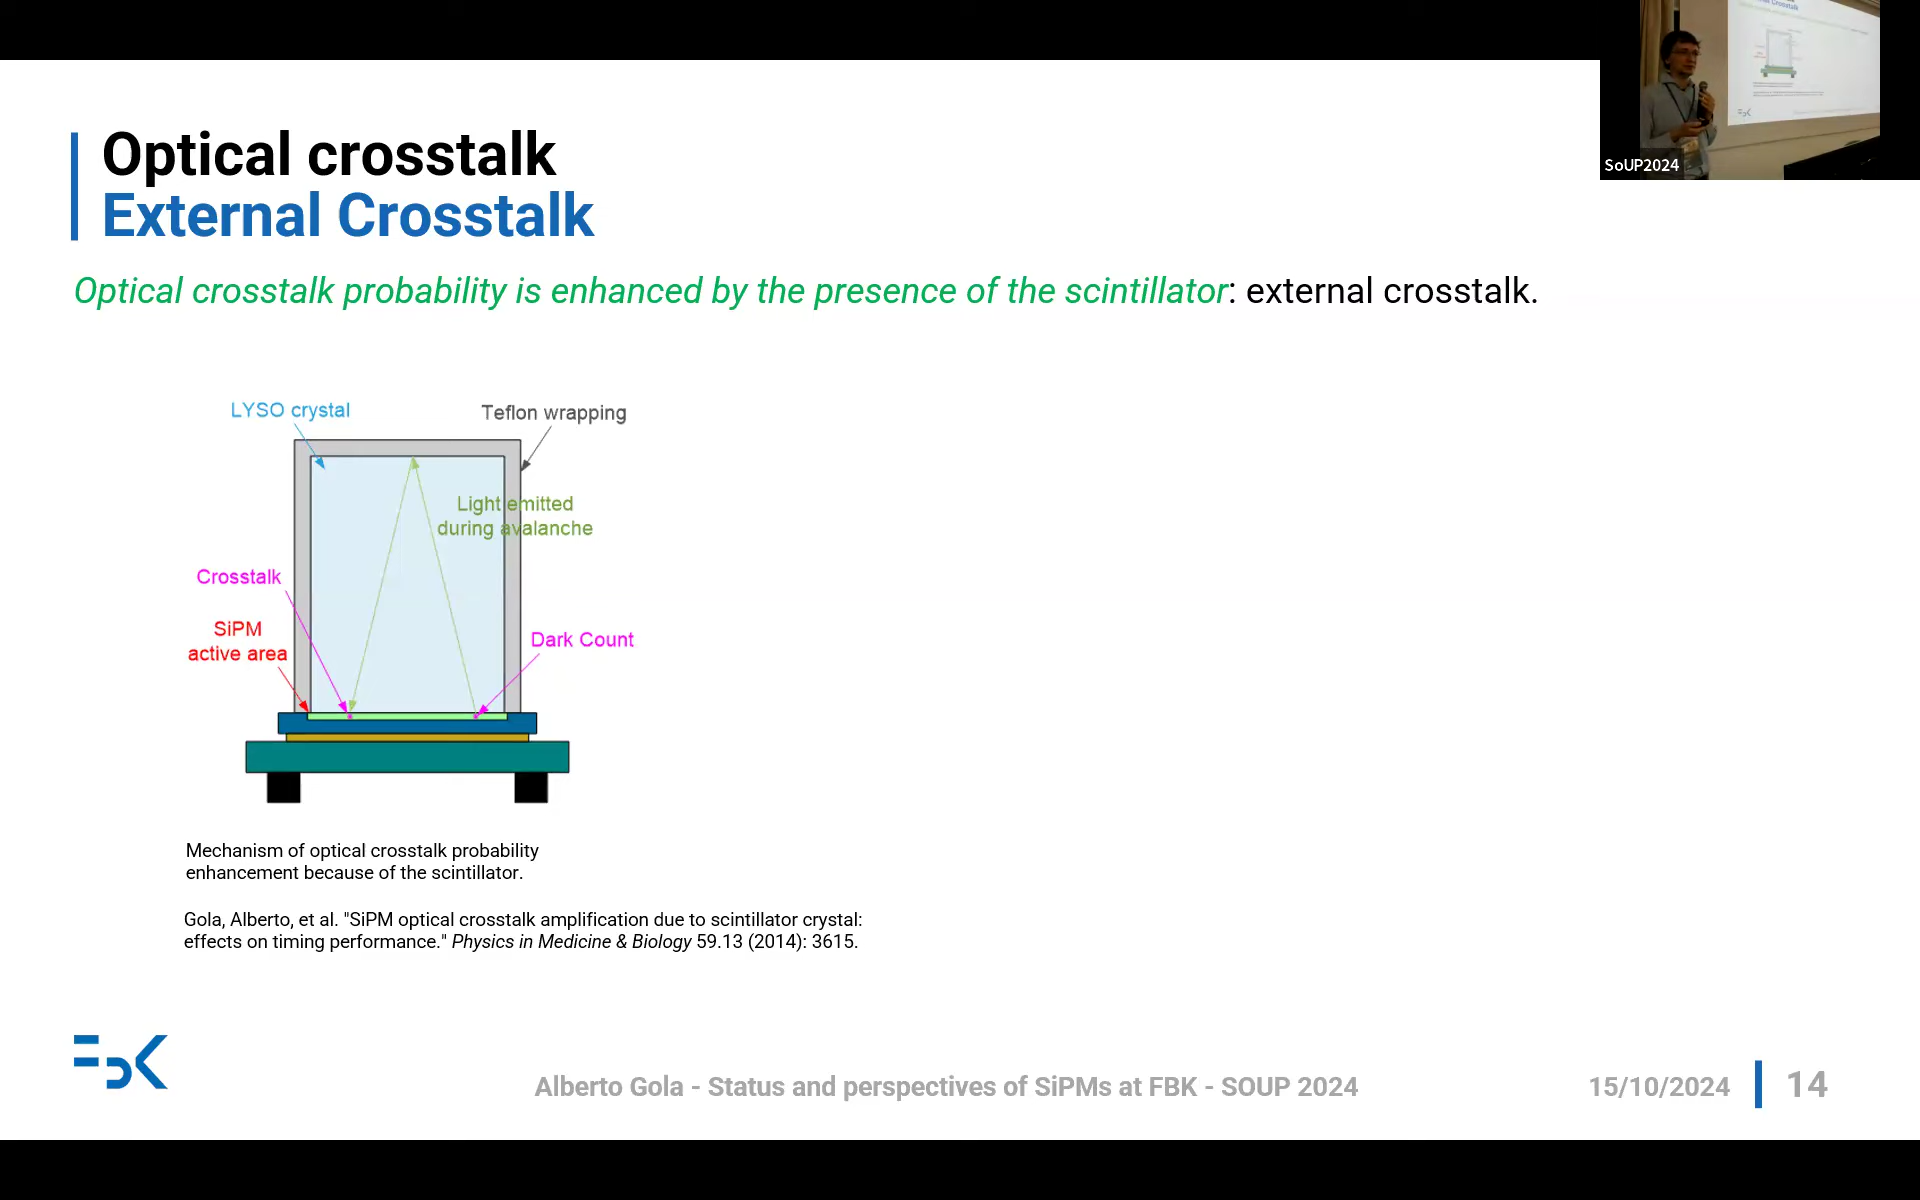 SoUP2024
Optical crosstalk
External Crosstalk
Optical crosstalk probability is enhanced by the presence of the scintillator: external crosstalk.
LYSO crystal
Teflon wrapping
Light emitted
during avalanche
Crosstalk
SiPM
active area
Dark Count
Mechanism of optical crosstalk probability
enhancement because of the scintillator.
Gola, Alberto, et al. "SiPM optical crosstalk amplification due to scintillator crystal:
effects on timing performance." Physics in Medicine & Biology 59.13 (2014): 3615.
FBK
Alberto Gola - Status and perspectives of SiPMs at FBK - SOUP 2024
15/10/2024
14